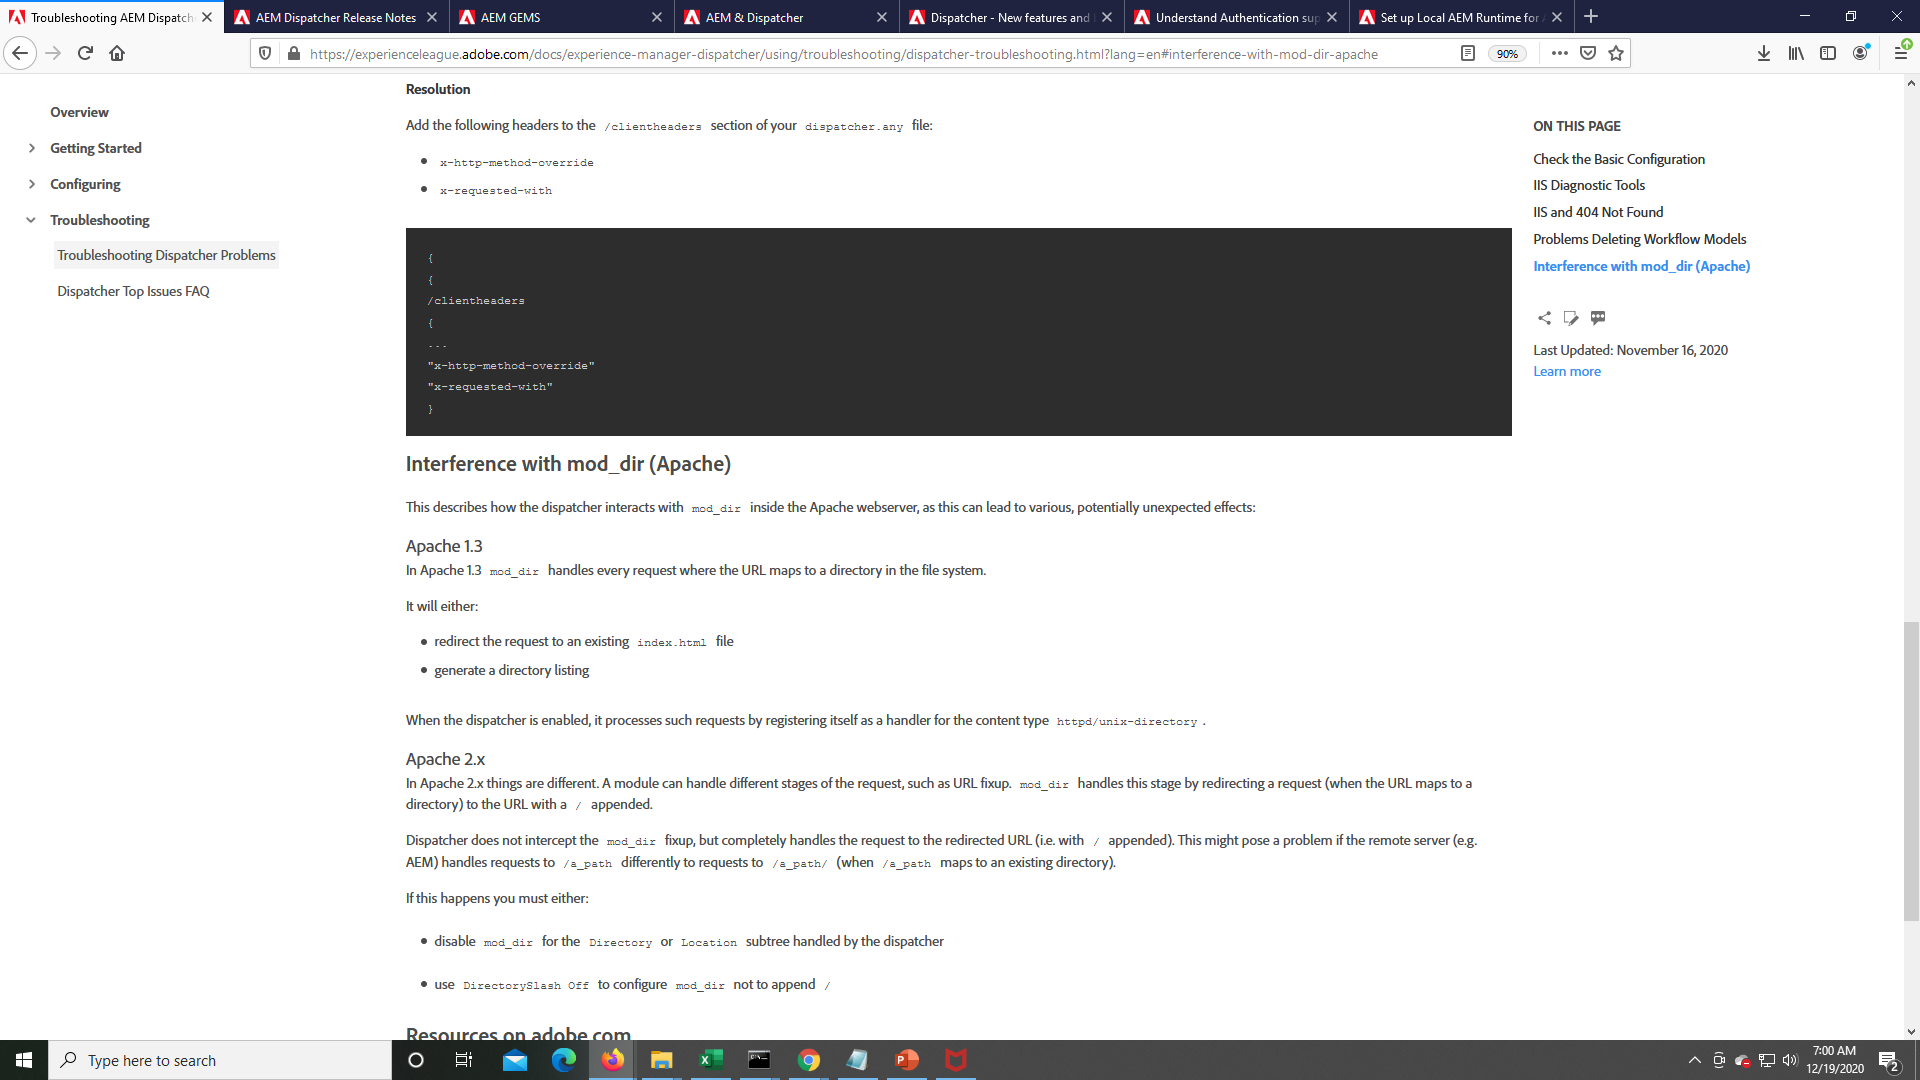 Troubleshooting AEM Dispatch
AEM Dispatcher Release Notes
AEM GEMS
AEM & Dispatcher
Dispatcher - New features and
Understand Authentication sup
Set up Local AEM Runtime for
https://experienceleague.adobe.com/docs/experience-manager-dispatcher/using/troubleshooting/dispatcher-troubleshooting.html?lang=en#interference-with-mod-dir-apache
90%
Overview
Getting Started
Configuring
Troubleshooting
Troubleshooting Dispatcher Problems
Dispatcher Top Issues FAQ
Resolution
Add the following headers to the /clientheaders section of your dispatcher.any file:
• x-http-method-override
• x-requested-with
{
{
/clientheaders
{
...
"x-http-method-override"
"x-requested-with"
}
Interference with mod_dir (Apache)
This describes how the dispatcher interacts with mod_dir inside the Apache webserver, as this can lead to various, potentially unexpected effects:
Apache 1.3
In Apache 1.3 mod_dir handles every request where the URL maps to a directory in the file system.
It will either:
• redirect the request to an existing index.html file
• generate a directory listing
When the dispatcher is enabled, it processes such requests by registering itself as a handler for the content type httpd/unix-directory .
Apache 2.x
In Apache 2.x things are different. A module can handle different stages of the request, such as URL fixup. mod_dir handles this stage by redirecting a request (when the URL maps to a
directory) to the URL with a / appended.
Dispatcher does not intercept the mod_dir fixup, but completely handles the request to the redirected URL (i.e. with / appended). This might pose a problem if the remote server (e.g.
AEM) handles requests to /a_path differently to requests to /a_path/ (when /a_path maps to an existing directory).
If this happens you must either:
• disable mod_dir for the Directory or Location subtree handled by the dispatcher
• use DirectorySlash Off to configure mod_dir not to append /
Resources on adobe.com
ON THIS PAGE
Check the Basic Configuration
IIS Diagnostic Tools
IIS and 404 Not Found
Problems Deleting Workflow Models
Interference with mod_dir (Apache)
Last Updated: November 16, 2020
Learn more
Type here to search
7:00 AM
12/19/2020
2